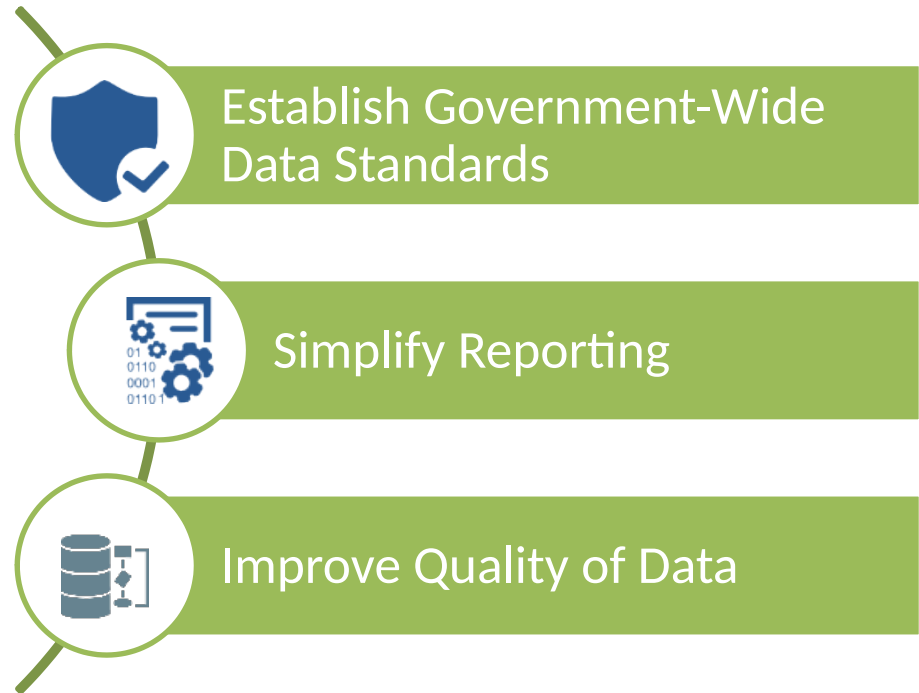 Establish Government-Wide
Data Standards
01
0110
0001
0110 1
Simplify Reporting
Improve Quality of Data